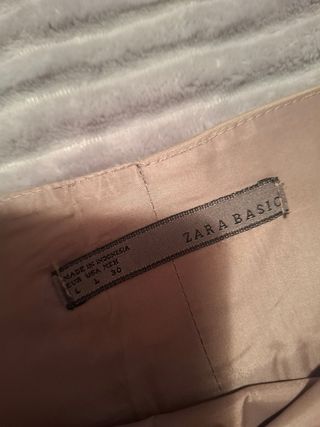 ZARA BASIC
MADE IN INDONESIA
EUR USA MEX
L L 30